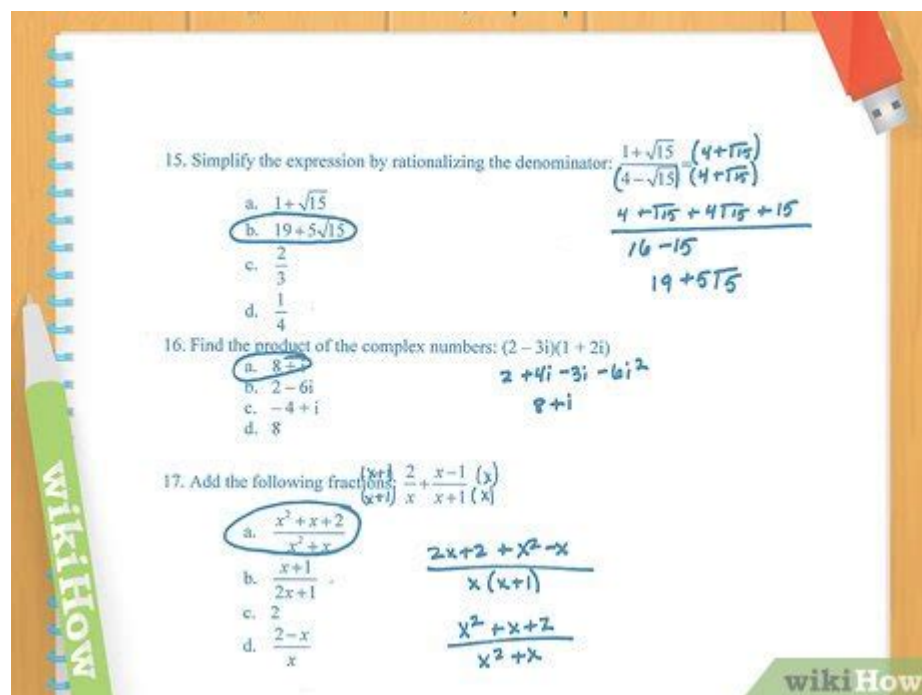 15. Simplify the expression by rationalizing the denominator: (1+√15)/(4−√15) = (4+√15)/(4+√15)
a. 1+√15
b. 19+5√15
c. 2/3
d. 1/4
4+√15+4√15+15
16−15
19+5√15
16. Find the product of the complex numbers: (2 – 3i)(1 + 2i)
a. 8 + i
b. 2 – 6i
c. – 4 + i
d. 8
2+4i−3i−6i²
8+i
17. Add the following fractions: (x+1)/(x+1) 2/x + (x−1)/(x+1) (x)/(x)
a. (x²+x+2)/(x²+x)
b. (x+1)/(2x+1)
c. 2
d. (2−x)/x
2x+2+x²−x
x(x+1)
x²+x+2
x²+x
wikiHow
wikiHow